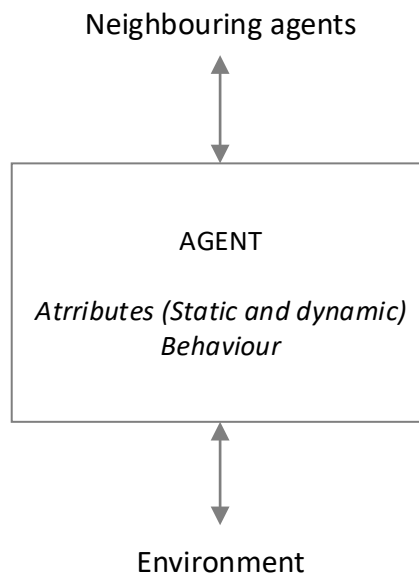 Neighbouring agents
AGENT
Atrributes (Static and dynamic)
Behaviour
Environment